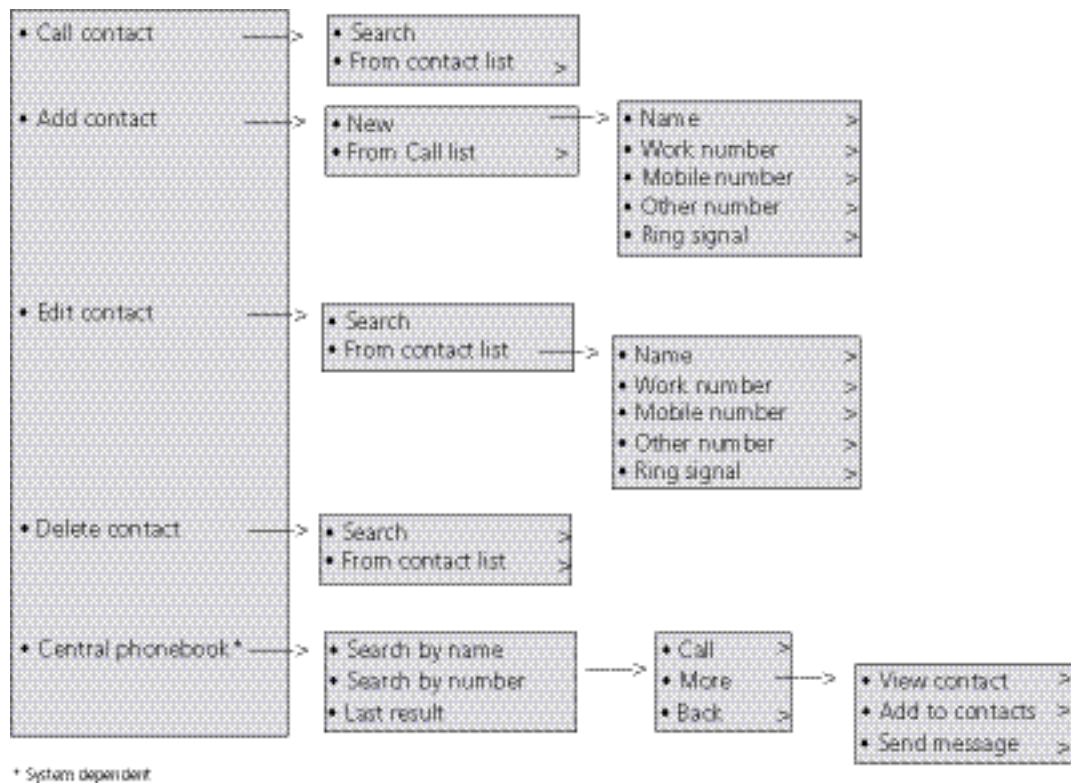 • Call contact
• Search
• From contact list >
• Add contact
• New
• From Call list >
• Name >
• Work number >
• Mobile number >
• Other number >
• Ring signal >
• Edit contact
• Search
• From contact list
• Name >
• Work number >
• Mobile number >
• Other number >
• Ring signal >
• Delete contact
• Search >
• From contact list >
• Central phonebook*
• Search by name
• Search by number
• Last result
• Call >
• More
• Back >
• View contact >
• Add to contacts >
• Send message >
* System dependent